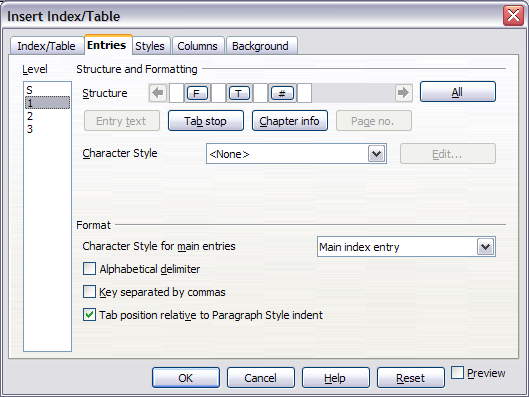 Insert Index/Table
Index/Table Entries Styles Columns Background
Level
S
1
2
3
Structure and Formatting
Structure F T # All
Entry text Tab stop Chapter info Page no.
Character Style <None> Edit...
Format
Character Style for main entries Main index entry
Alphabetical delimiter
Key separated by commas
Tab position relative to Paragraph Style indent
OK Cancel Help Reset Preview